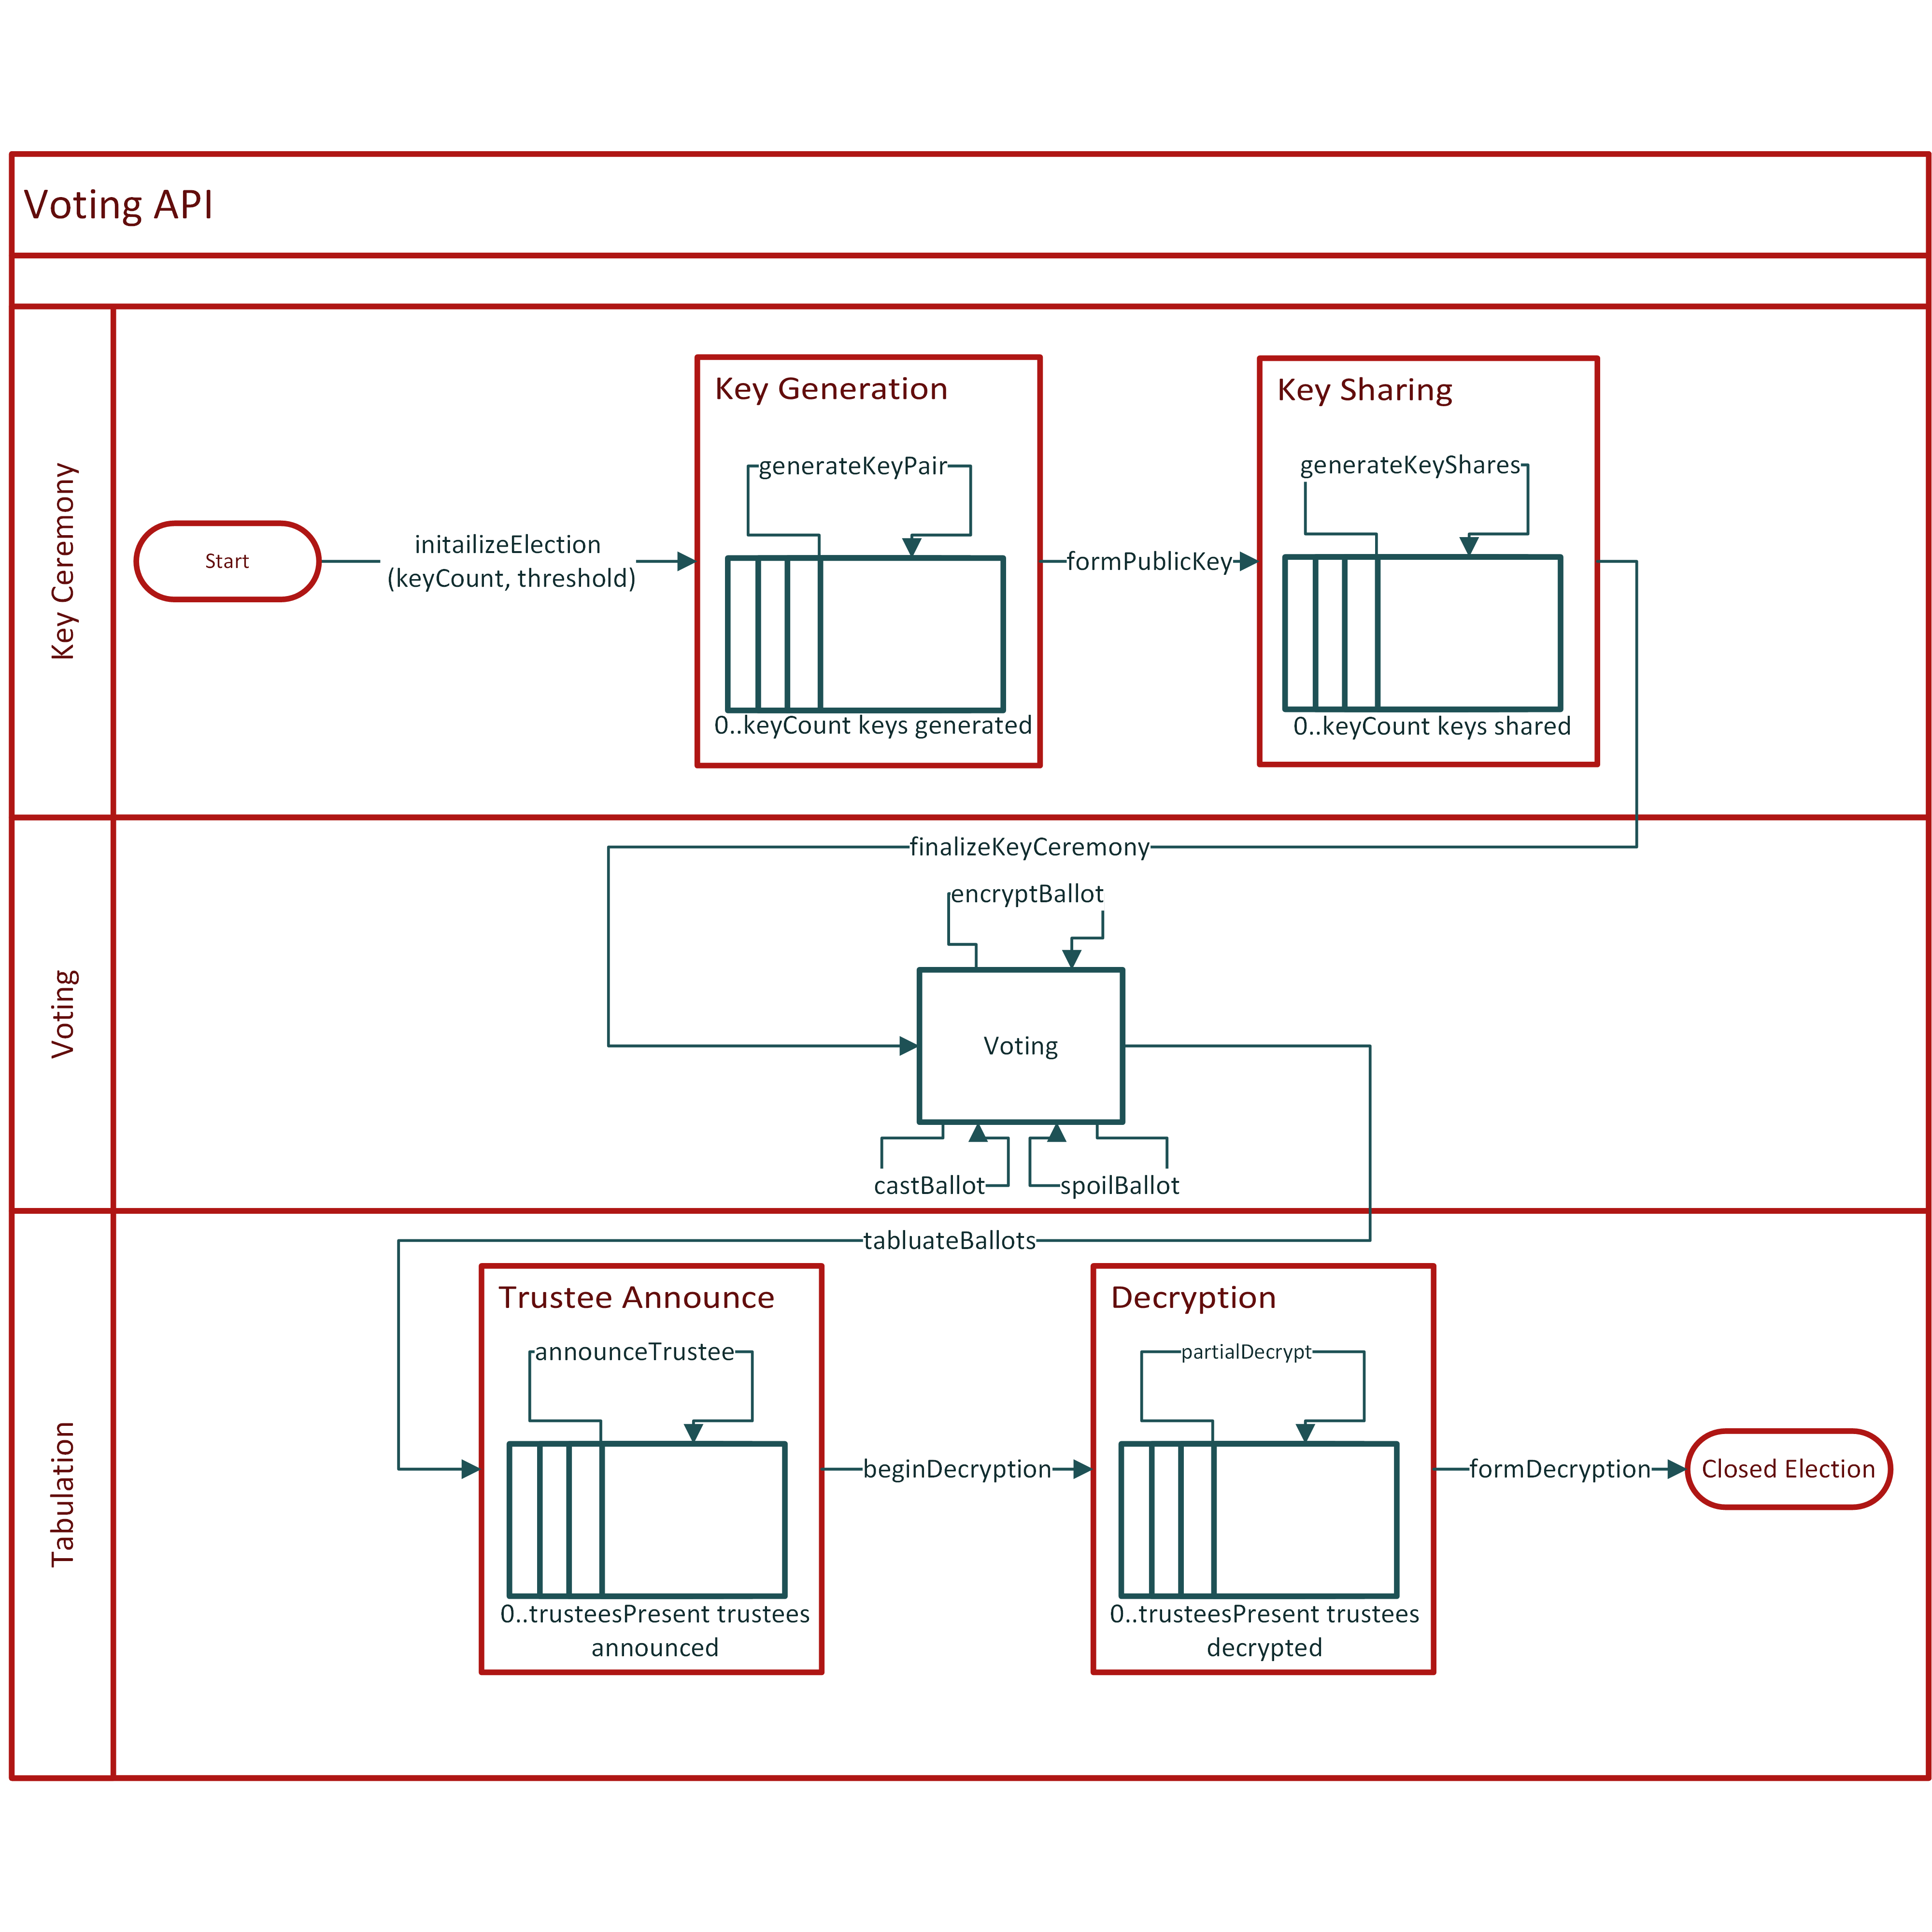 Voting API
Key Ceremony
Start
initailizeElection
(keyCount, threshold)
Key Generation
generateKeyPair
0..keyCount keys generated
formPublicKey
Key Sharing
generateKeyShares
0..keyCount keys shared
Voting
finalizeKeyCeremony
encryptBallot
Voting
castBallot
spoilBallot
Tabulation
tabluateBallots
Trustee Announce
announceTrustee
0..trusteesPresent trustees
announced
beginDecryption
Decryption
partialDecrypt
0..trusteesPresent trustees
decrypted
formDecryption
Closed Election